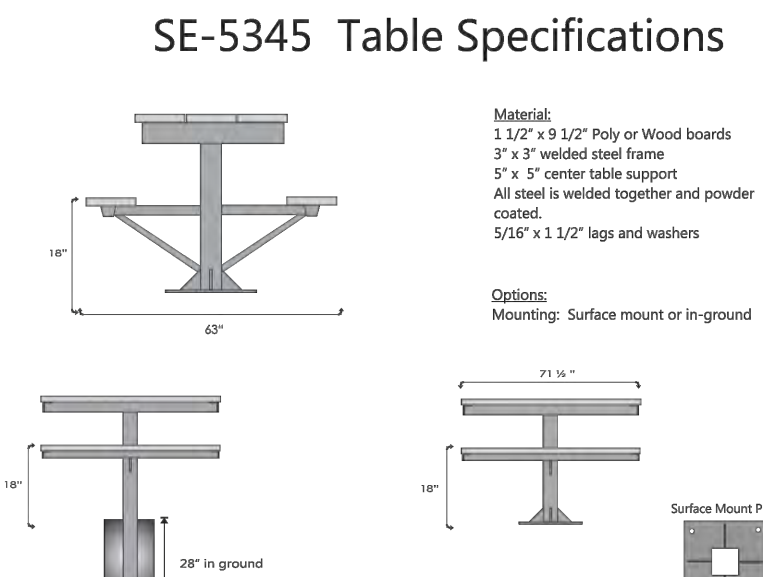 SE-5345 Table Specifications
Material:
1 1/2" x 9 1/2" Poly or Wood boards
3" x 3" welded steel frame
5" x 5" center table support
All steel is welded together and powder
coated.
5/16" x 1 1/2" lags and washers
18"
63"
Options:
Mounting: Surface mount or in-ground
71 ½ "
18"
18"
Surface Mount P
28" in ground